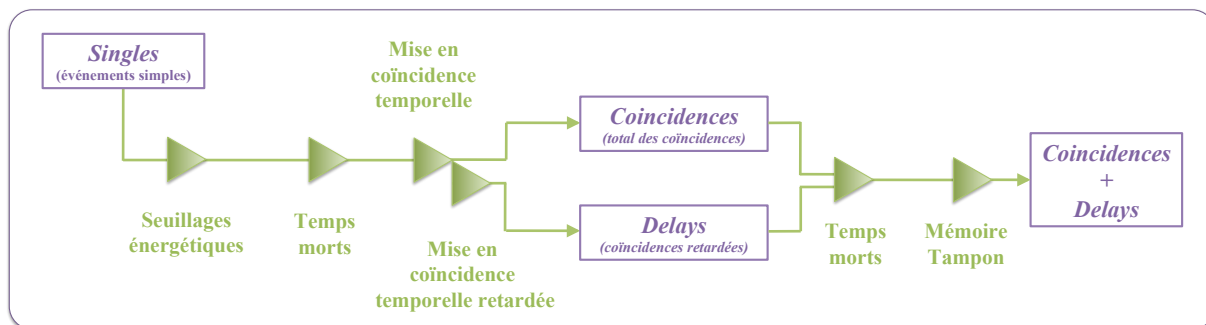 Singles
(événements simples)
Seuillages
énergétiques
Temps
morts
Mise en
coïncidence
temporelle
Mise en
coïncidence
temporelle retardée
Coincidences
(total des coïncidences)
Delays
(coïncidences retardées)
Temps
morts
Mémoire
Tampon
Coincidences
+
Delays